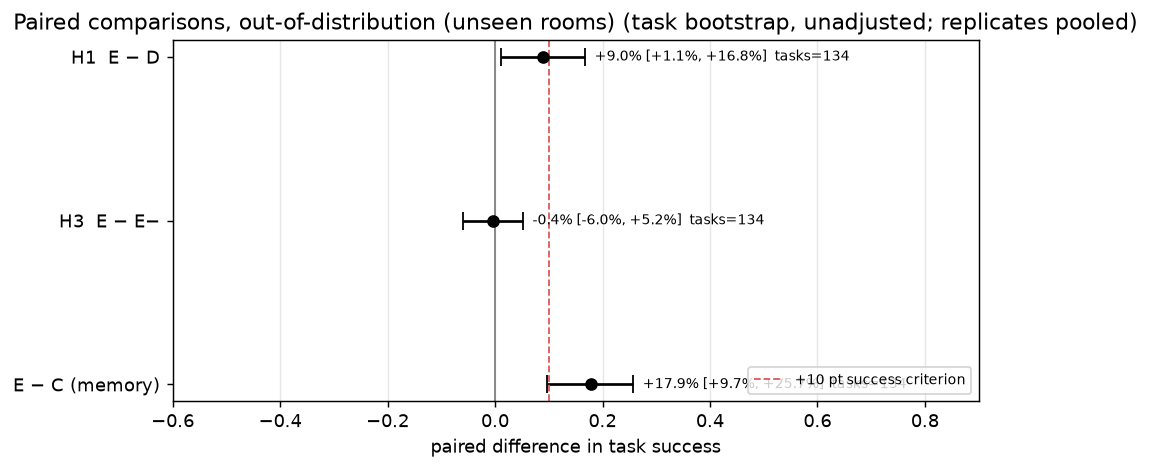 Paired comparisons, out-of-distribution (unseen rooms) (task bootstrap, unadjusted; replicates pooled)
H1 E − D
+9.0% [+1.1%, +16.8%] tasks=134
H3 E − E−
-0.4% [-6.0%, +5.2%] tasks=134
E − C (memory)
+17.9% [+9.7%,
+10 pt success criterion
−0.6 −0.4 −0.2 0.0 0.2 0.4 0.6 0.8
paired difference in task success